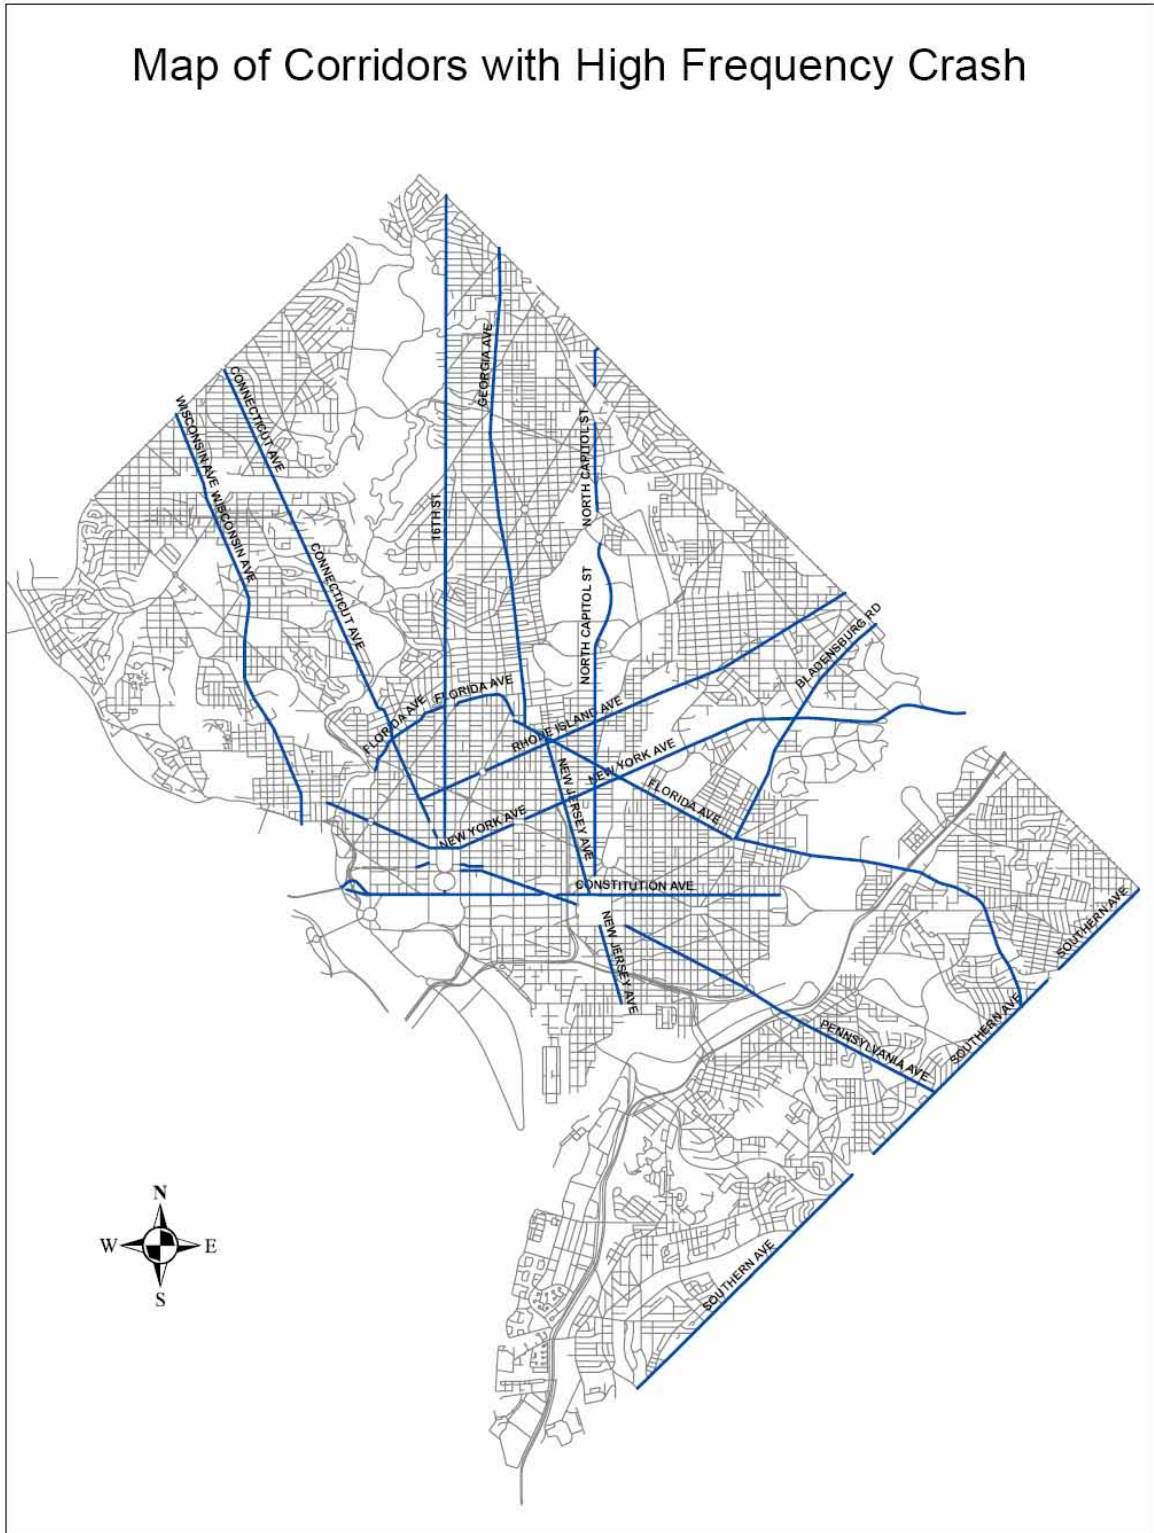 Map of Corridors with High Frequency Crash
GEORGIA AVE
CONNECTICUT AVE
WISCONSIN AVE
WISCONSIN AVE
16TH ST
NORTH CAPITOL ST
CONNECTICUT AVE
NORTH CAPITOL ST
BLADENSBURG RD
FLORIDA AVE
FLORIDA AVE
RHODE ISLAND AVE
NEW YORK AVE
NEW JERSEY AVE
FLORIDA AVE
NEW YORK AVE
CONSTITUTION AVE
SOUTHERN AVE
NEW JERSEY AVE
SOUTHERN AVE
PENNSYLVANIA AVE
SOUTHERN AVE
N
W
E
S